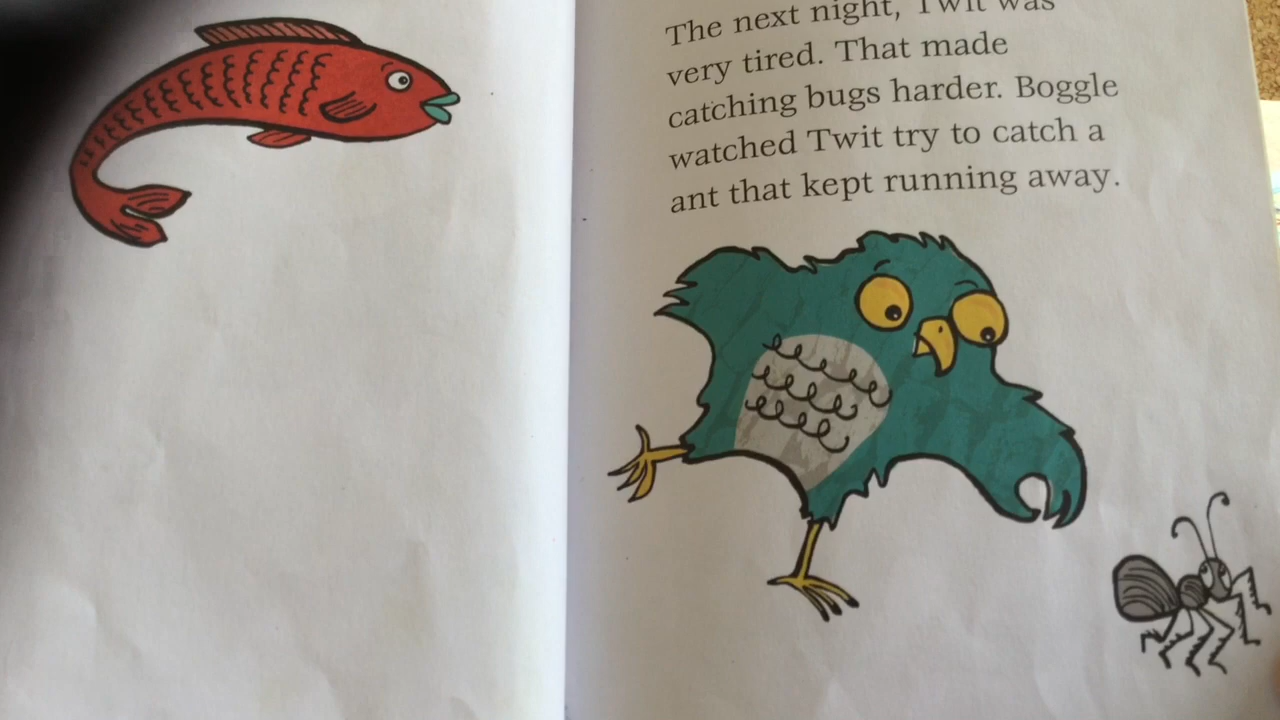 The next night, Twit was
very tired. That made
catching bugs harder. Boggle
watched Twit try to catch a
ant that kept running away.